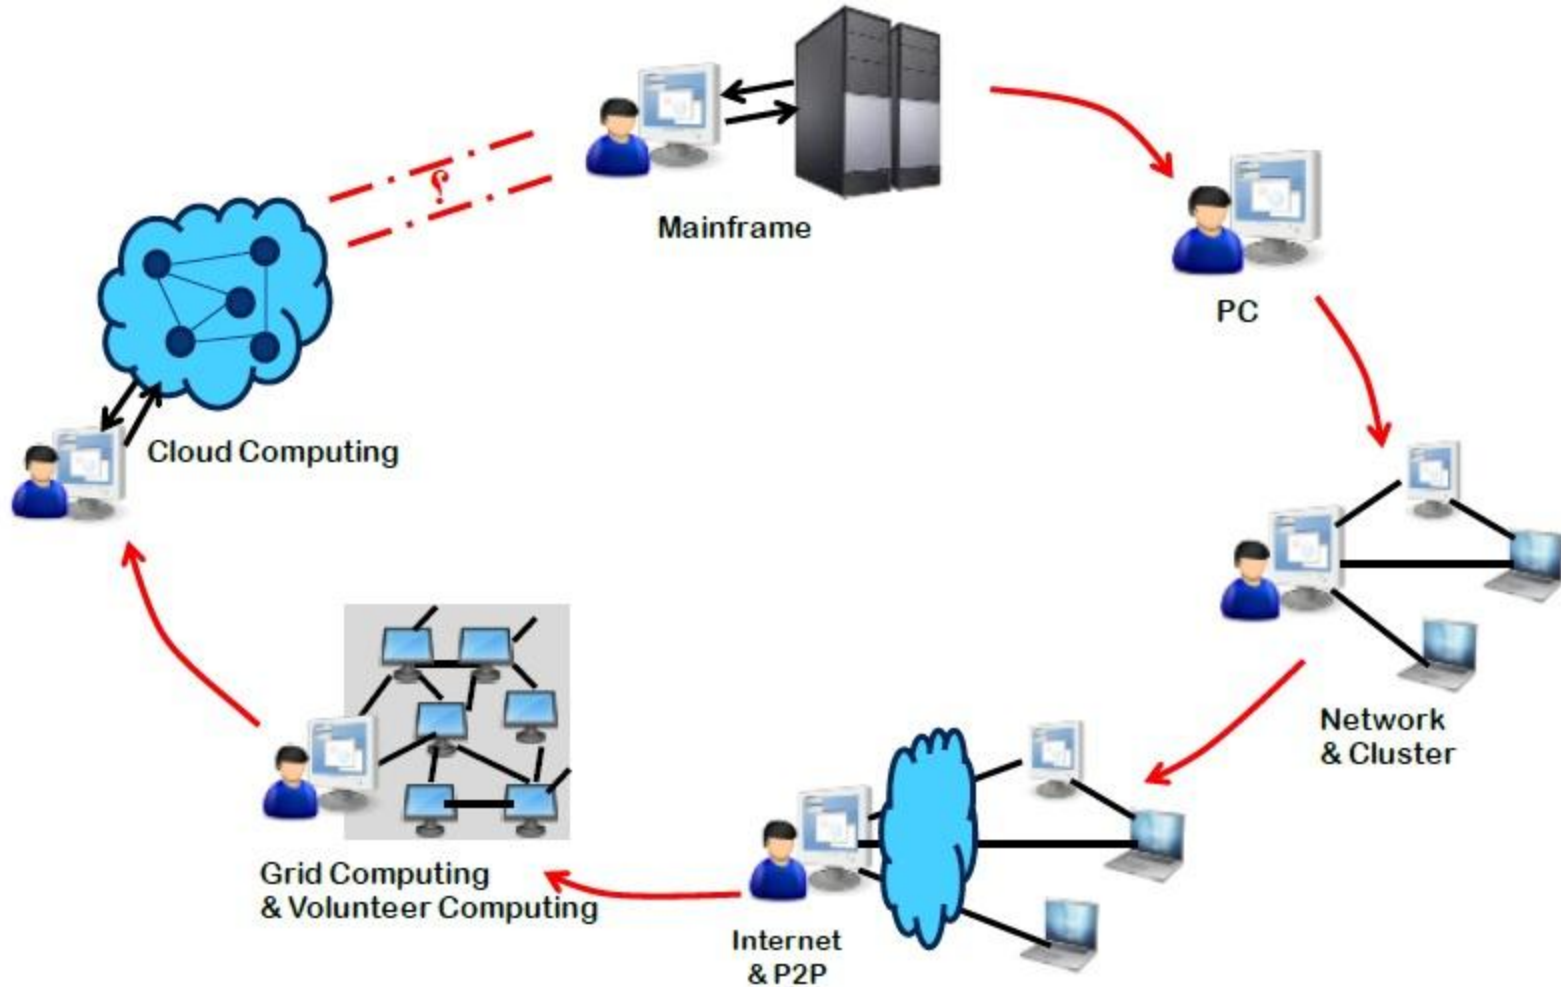 ؟
Mainframe
PC
Cloud Computing
Network
& Cluster
Grid Computing
& Volunteer Computing
Internet
& P2P